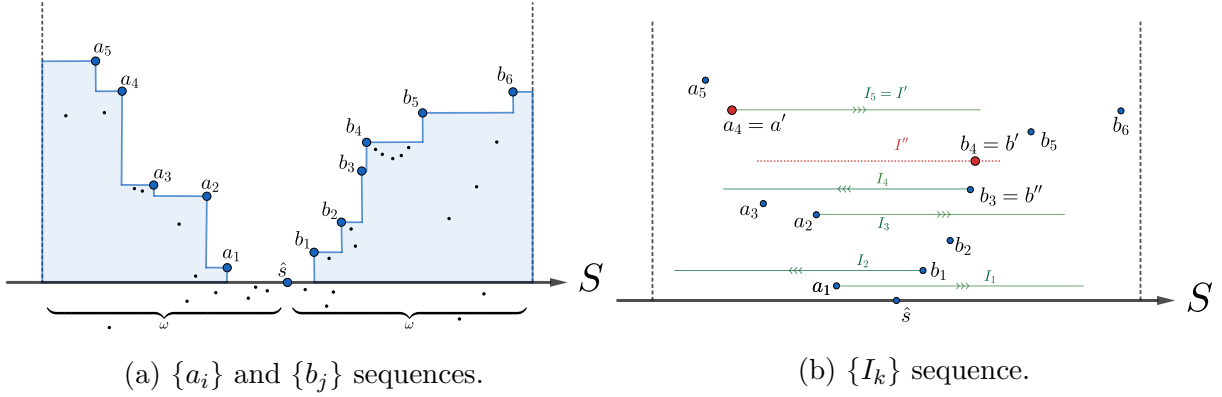 a₅
a₄
a₃
a₂
a₁
ŝ
b₁
b₂
b₃
b₄
b₅
b₆
S
ω
ω
(a) {aᵢ} and {bⱼ} sequences.
a₅
I₅ = I′
a₄ = a′
b₆
I″
b₄ = b′
b₅
I₄
b₃ = b″
a₃
a₂
I₃
b₂
I₂
b₁
a₁
I₁
ŝ
S
(b) {Iₖ} sequence.